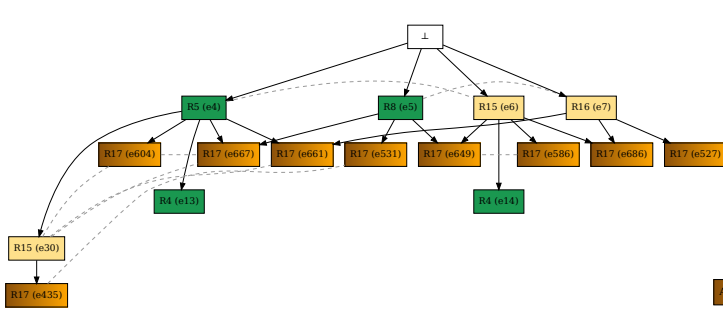 ⊥
R5 (e4) R8 (e5) R15 (e6) R16 (e7)
R17 (e604) R17 (e667) R17 (e661) R17 (e531) R17 (e649) R17 (e586) R17 (e686) R17 (e527)
R4 (e13) R4 (e14)
R15 (e30)
R17 (e435)